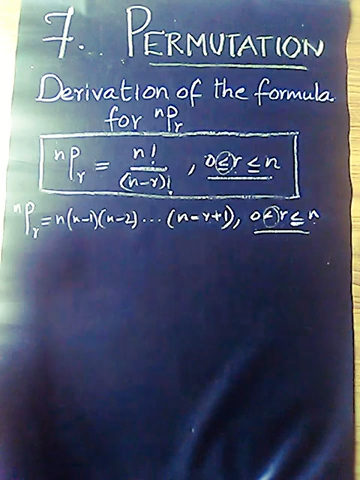 7. PERMUTATION
Derivation of the formula
for ⁿPᵣ
ⁿPᵣ = n!/(n-r)! , 0≤r≤n
ⁿPᵣ = n(n-1)(n-2) ... (n-r+1), 0<r≤n